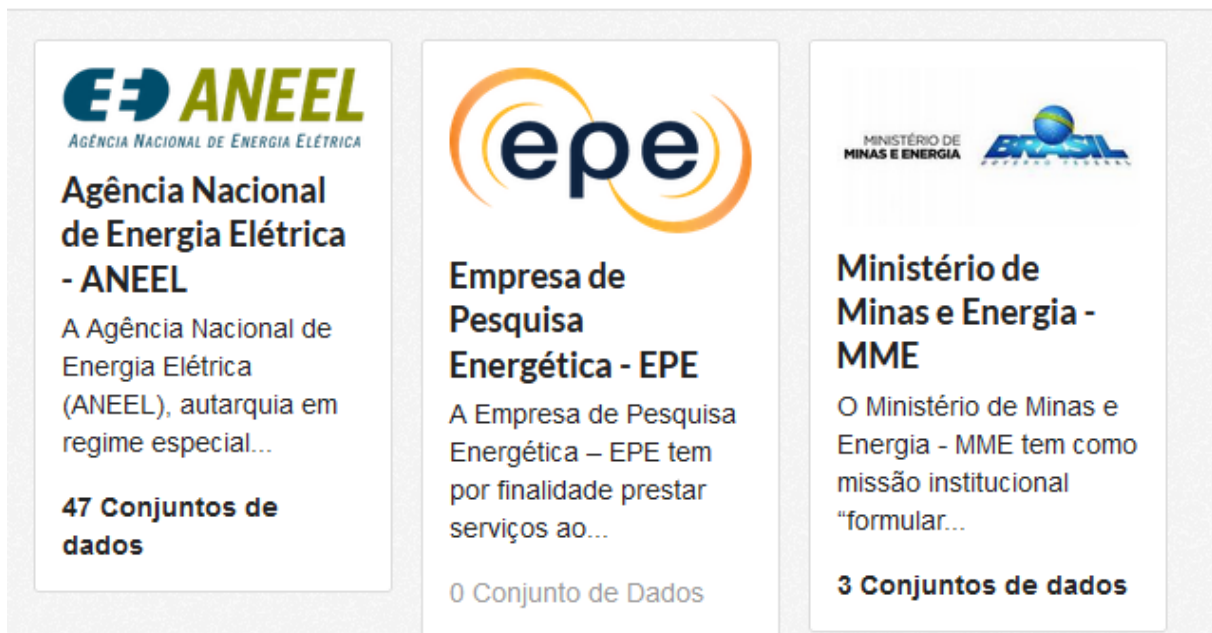 ANEEL
AGÊNCIA NACIONAL DE ENERGIA ELÉTRICA
Agência Nacional
de Energia Elétrica
- ANEEL
A Agência Nacional de
Energia Elétrica
(ANEEL), autarquia em
regime especial...
47 Conjuntos de
dados
epe
Empresa de
Pesquisa
Energética - EPE
A Empresa de Pesquisa
Energética – EPE tem
por finalidade prestar
serviços ao...
0 Conjunto de Dados
MINISTÉRIO DE
MINAS E ENERGIA
BRASIL
GOVERNO FEDERAL
Ministério de
Minas e Energia -
MME
O Ministério de Minas e
Energia - MME tem como
missão institucional
“formular...
3 Conjuntos de dados